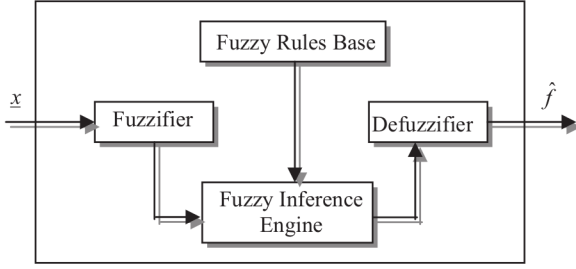 Fuzzy Rules Base
x
Fuzzifier
Defuzzifier
f̂
Fuzzy Inference
Engine